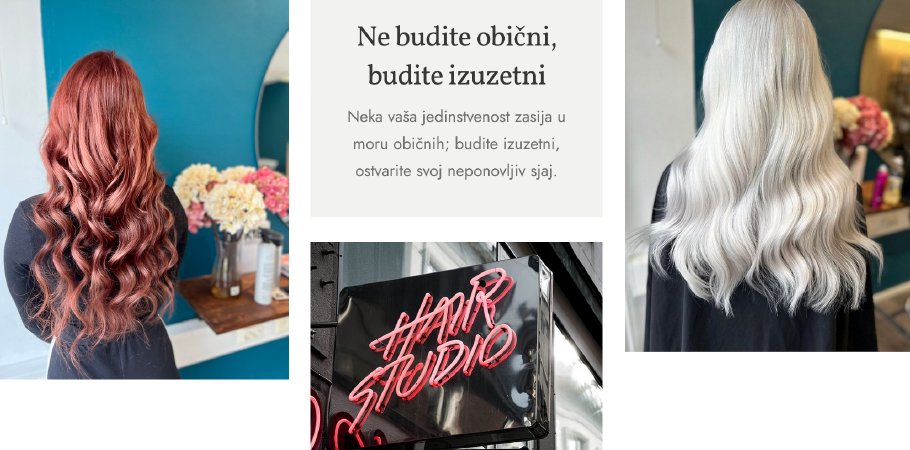 Ne budite obični,
budite izuzetni
Neka vaša jedinstvenost zasija u
moru običnih; budite izuzetni,
ostvarite svoj neponovljiv sjaj.
HAIR
STUDIO